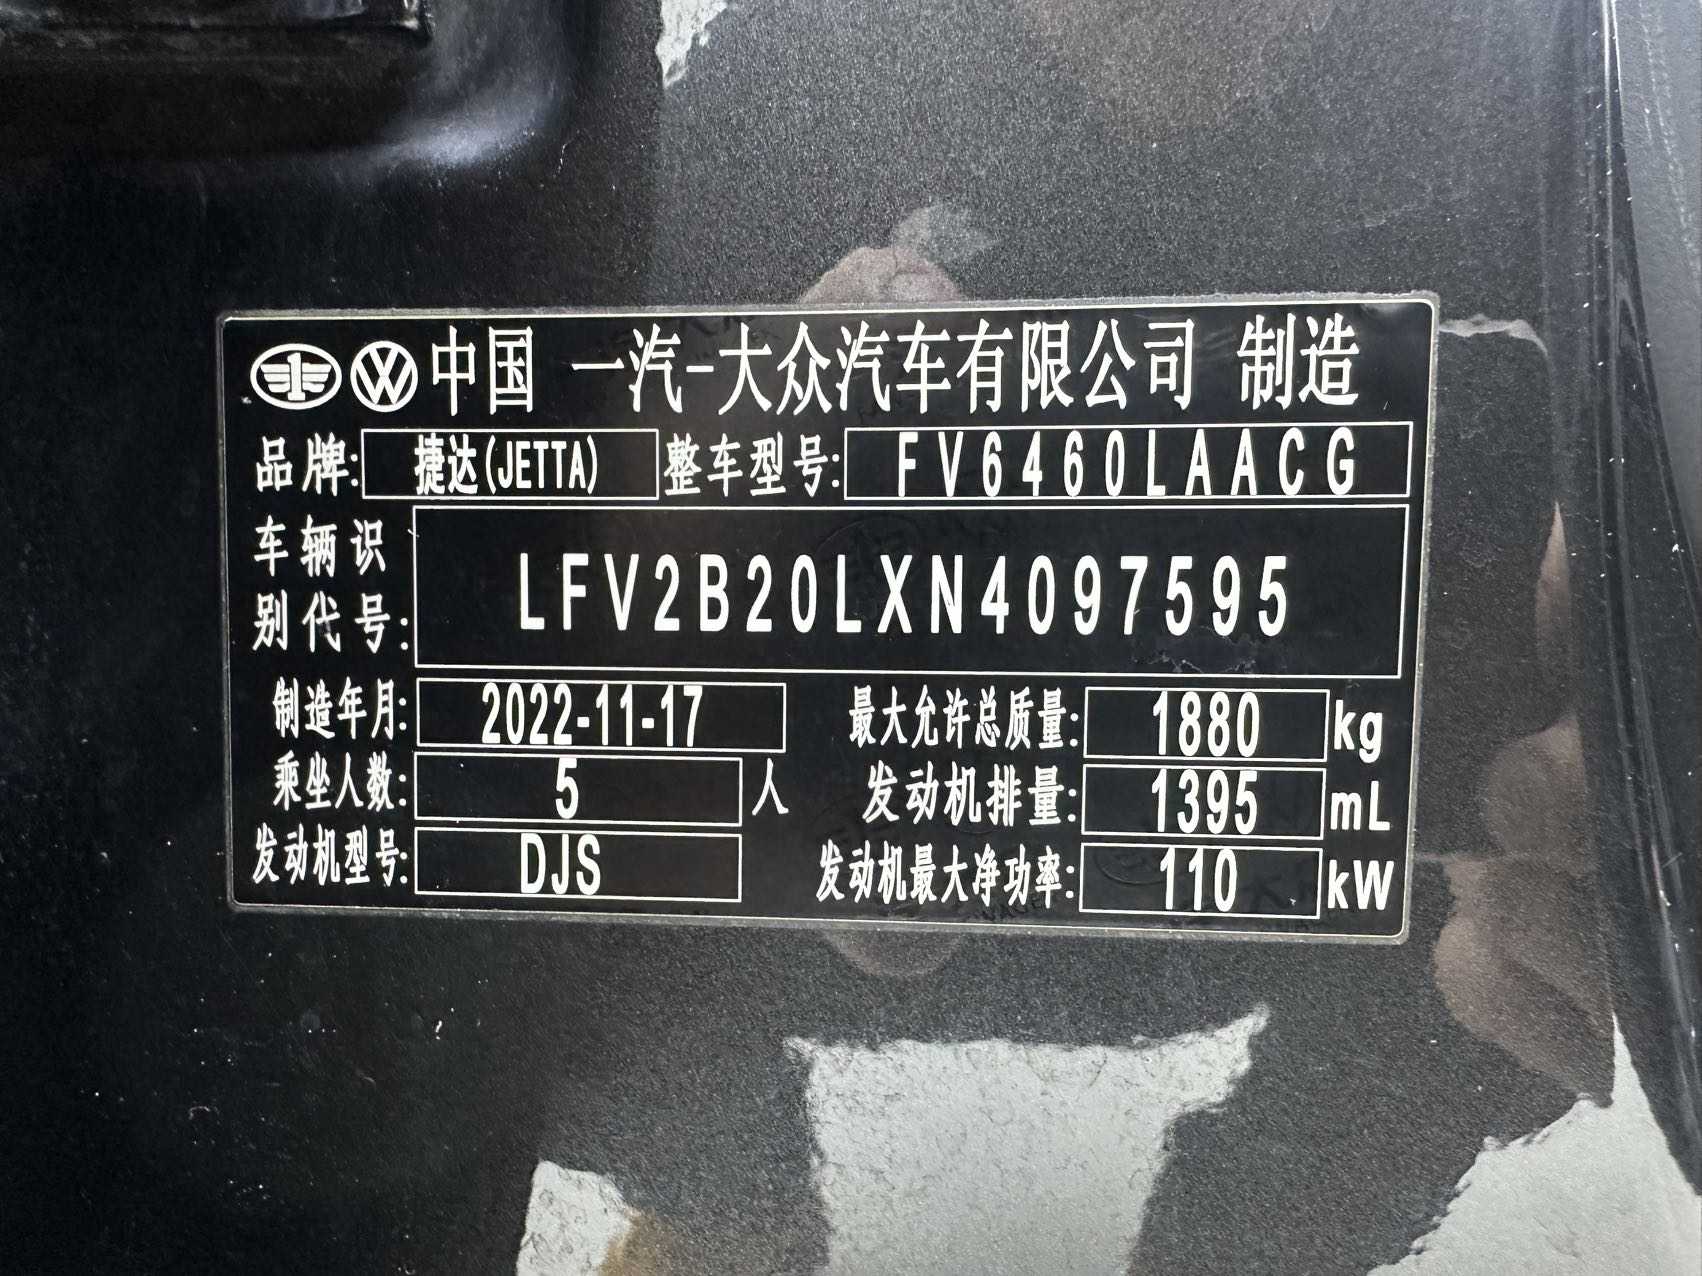 中国 一汽-大众汽车有限公司 制造
品牌: 捷达(JETTA) 整车型号: FV6460LAACG
车辆识别代号: LFV2B20LXN4097595
制造年月: 2022-11-17 最大允许总质量: 1880 kg
乘坐人数: 5 人 发动机排量: 1395 mL
发动机型号: DJS 发动机最大净功率: 110 kW